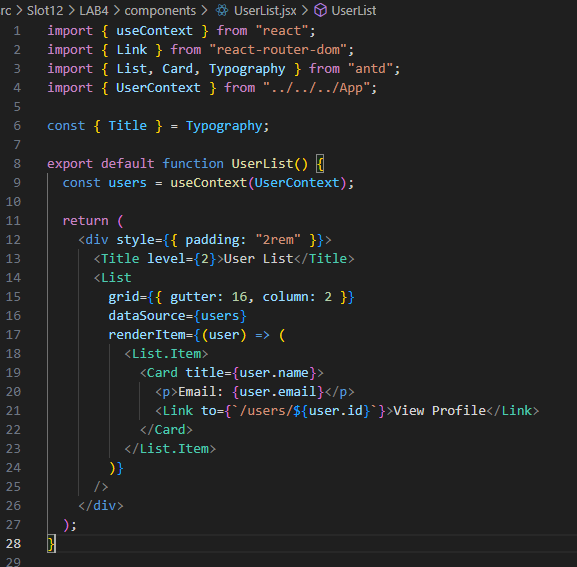 rc > Slot12 > LAB4 > components > UserList.jsx > UserList
1 import { useContext } from "react";
2 import { Link } from "react-router-dom";
3 import { List, Card, Typography } from "antd";
4 import { UserContext } from "../../../App";
5
6 const { Title } = Typography;
7
8 export default function UserList() {
9   const users = useContext(UserContext);
10
11   return (
12     <div style={{ padding: "2rem" }}>
13       <Title level={2}>User List</Title>
14       <List
15         grid={{ gutter: 16, column: 2 }}
16         dataSource={users}
17         renderItem={(user) => (
18           <List.Item>
19             <Card title={user.name}>
20               <p>Email: {user.email}</p>
21               <Link to={`/users/${user.id}`}>View Profile</Link>
22             </Card>
23           </List.Item>
24         )}
25       />
26     </div>
27   );
28 }
29